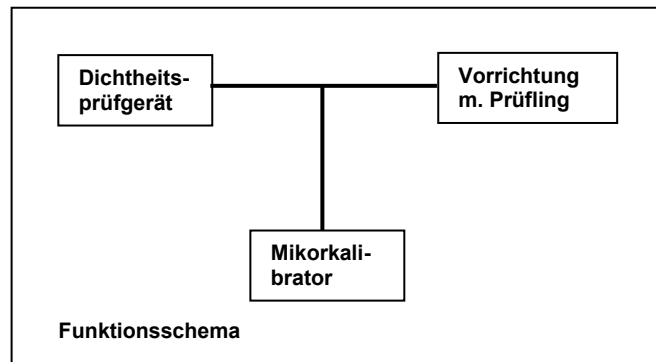 Dichtheits-
prüfgerät
Vorrichtung
m. Prüfling
Mikorkali-
brator
Funktionsschema